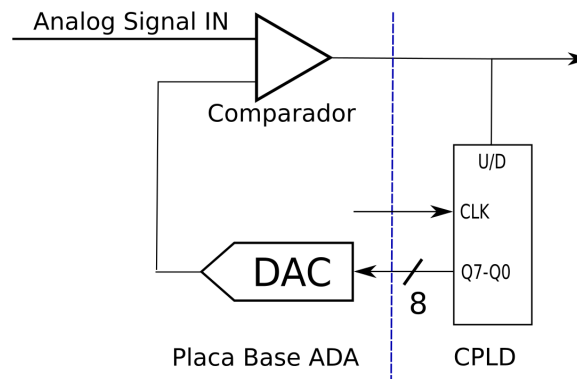 Analog Signal IN
Comparador
U/D
CLK
DAC
Q7-Q0
8
Placa Base ADA
CPLD